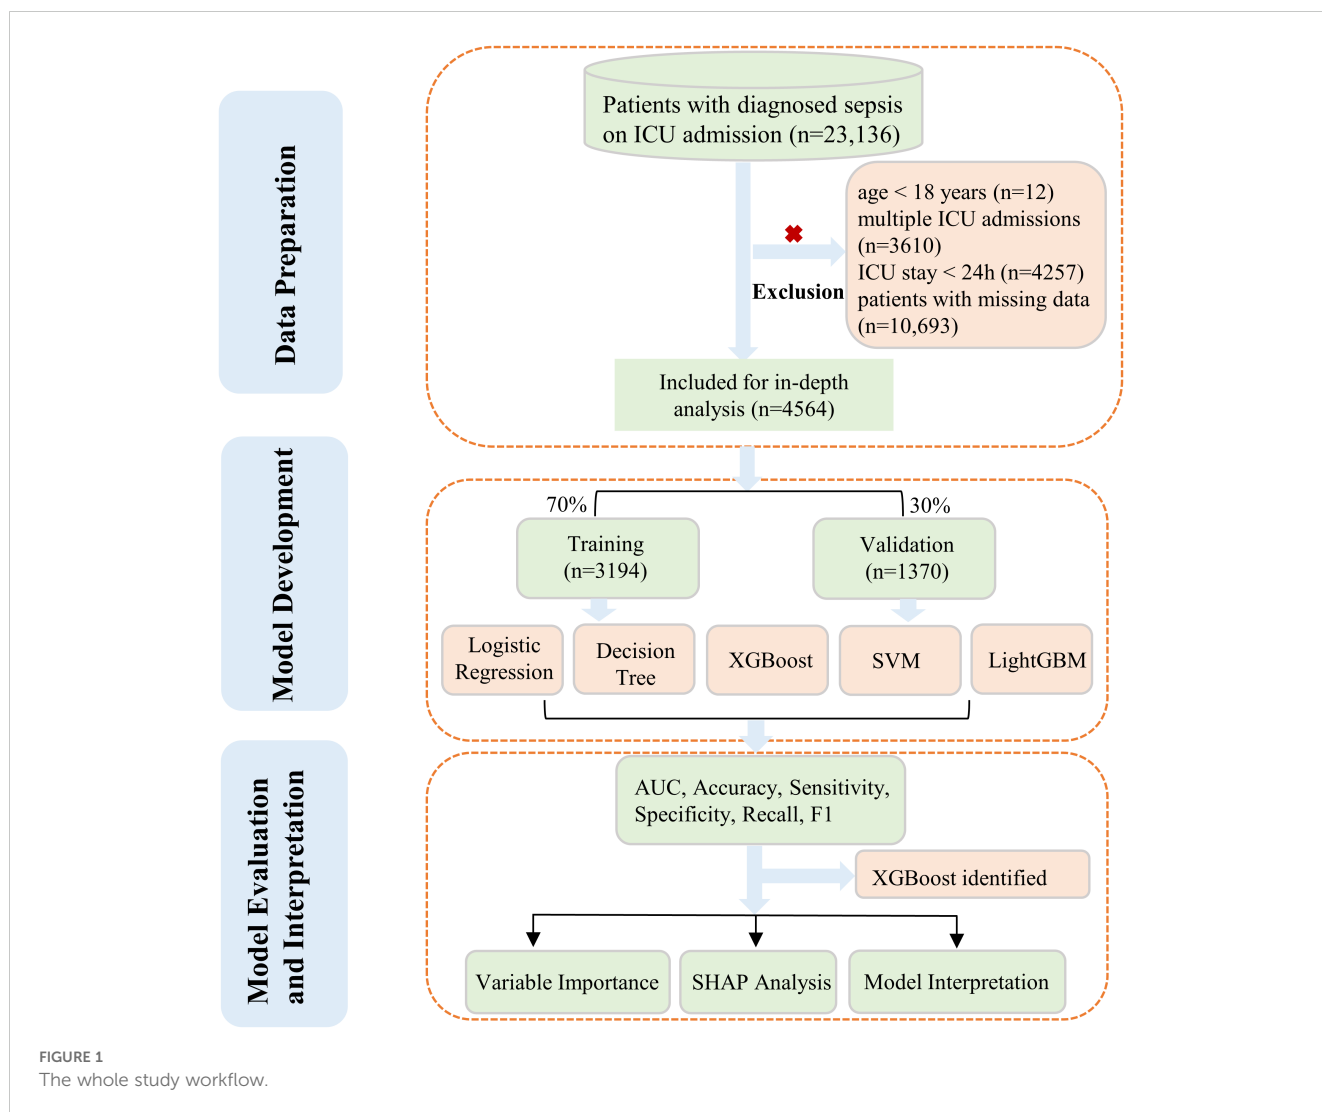 Data Preparation
Patients with diagnosed sepsis
on ICU admission (n=23,136)
age < 18 years (n=12)
multiple ICU admissions
(n=3610)
ICU stay < 24h (n=4257)
patients with missing data
(n=10,693)
Exclusion
Included for in-depth
analysis (n=4564)
Model Development
70%
30%
Training
(n=3194)
Validation
(n=1370)
Logistic
Regression
Decision
Tree
XGBoost
SVM
LightGBM
Model Evaluation
and Interpretation
AUC, Accuracy, Sensitivity,
Specificity, Recall, F1
XGBoost identified
Variable Importance
SHAP Analysis
Model Interpretation
FIGURE 1
The whole study workflow.